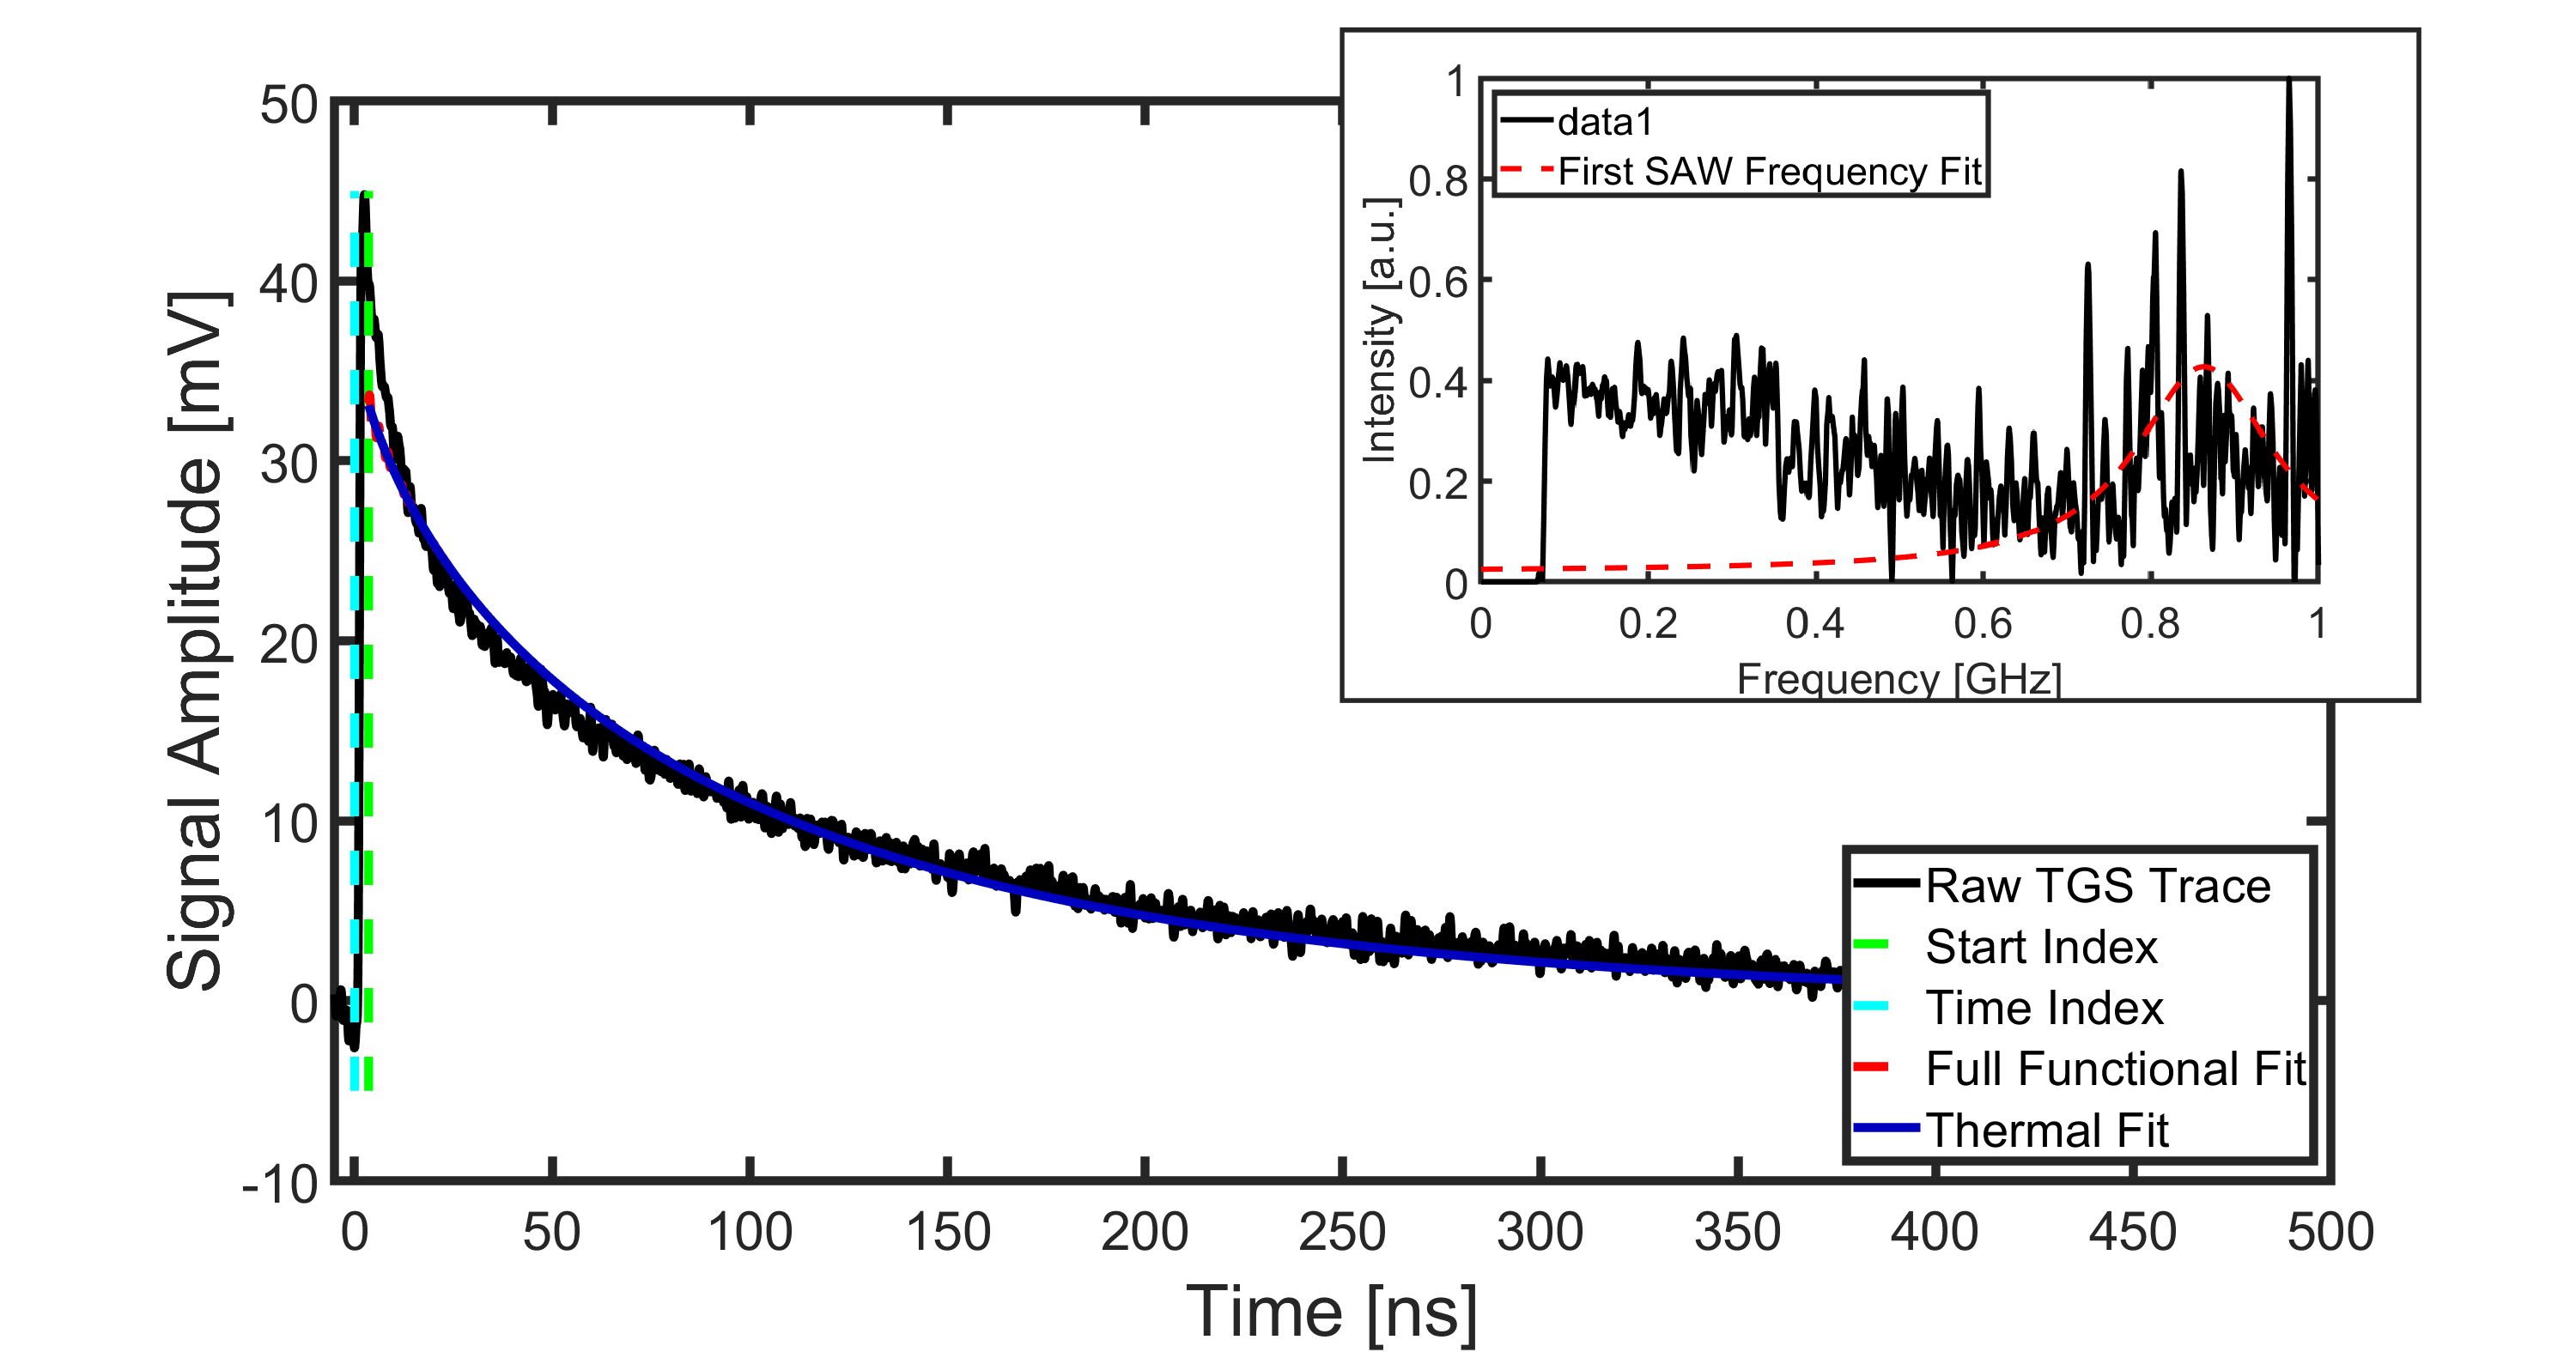 Signal Amplitude [mV]
50
40
30
20
10
0
-10
0 50 100 150 200 250 300 350 400 450 500
Time [ns]
Raw TGS Trace
Start Index
Time Index
Full Functional Fit
Thermal Fit
Intensity [a.u.]
1
0.8
0.6
0.4
0.2
0
data1
First SAW Frequency Fit
0 0.2 0.4 0.6 0.8 1
Frequency [GHz]